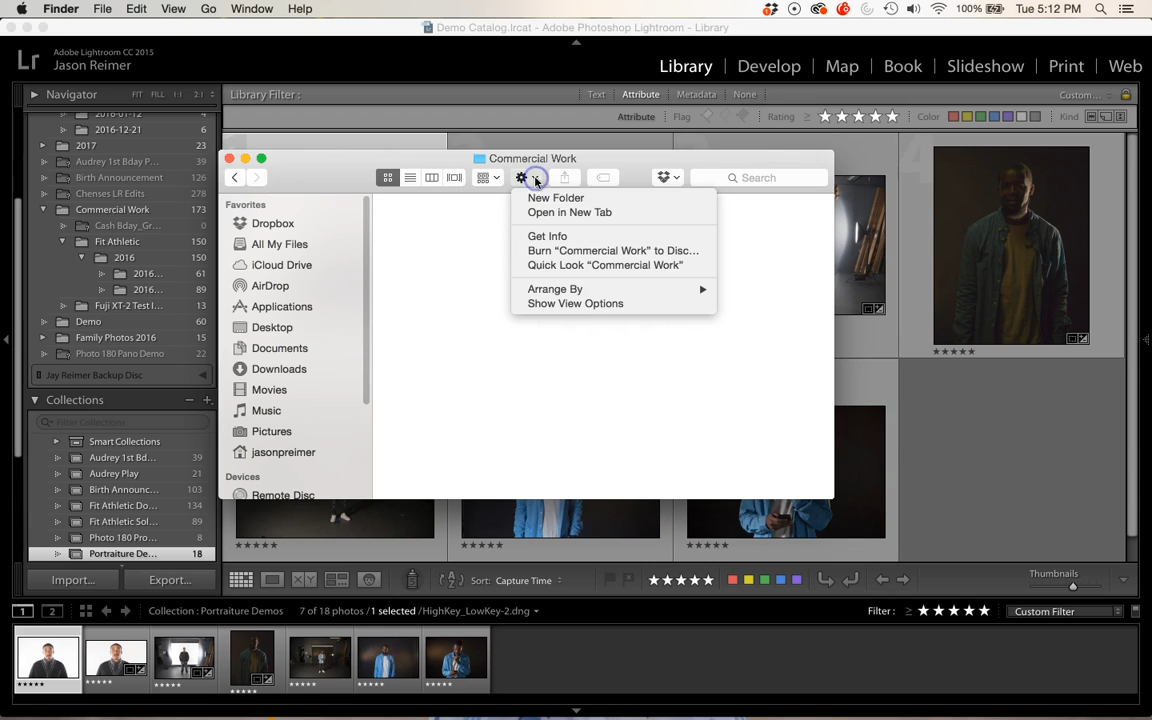 Finder File Edit View Go Window Help 100% Tue 5:12 PM
Demo Catalog.lrcat - Adobe Photoshop Lightroom - Library
Lr
Adobe Lightroom CC 2015
Jason Reimer
Library | Develop | Map | Book | Slideshow | Print | Web
Navigator FIT FILL 1:1 2:1
Library Filter: Text Attribute Metadata None Custom...
Attribute Flag Rating ≥ ★★★★★ Color Kind
2016-12-21 6
2017 23
Audrey 1st Bday P... 39
Birth Announcement 126
Chenses LR Edits 278
Commercial Work 173
Cash Bday_Gr... 0
Fit Athletic 150
2016 150
2016... 61
2016... 89
Fuji XT-2 Test I... 13
Demo 60
Family Photos 2016 15
Photo 180 Pano Demo 22
Jay Reimer Backup Disc
Collections
Filter Collections
Smart Collections
Audrey 1st Bd... 39
Audrey Play 21
Birth Announc... 103
Fit Athletic Do... 134
Fit Athletic Sol... 89
Photo 180 Pro... 8
Portraiture De... 18
Import... Export...
Commercial Work
Search
Favorites
Dropbox
All My Files
iCloud Drive
AirDrop
Applications
Desktop
Documents
Downloads
Movies
Music
Pictures
jasonpreimer
Devices
Remote Disc
New Folder
Open in New Tab
Get Info
Burn “Commercial Work” to Disc...
Quick Look “Commercial Work”
Arrange By
Show View Options
4
★★★★★
★★★★★ ★★★★★ ★★★★★
Sort: Capture Time ★★★★★ Thumbnails
1 2 Collection : Portraiture Demos 7 of 18 photos / 1 selected / HighKey_LowKey-2.dng Filter : ≥ ★★★★★ Custom Filter
★★★★★ ★★★★★ ★★★★★ ★★★★★ ★★★★★ ★★★★★ ★★★★★